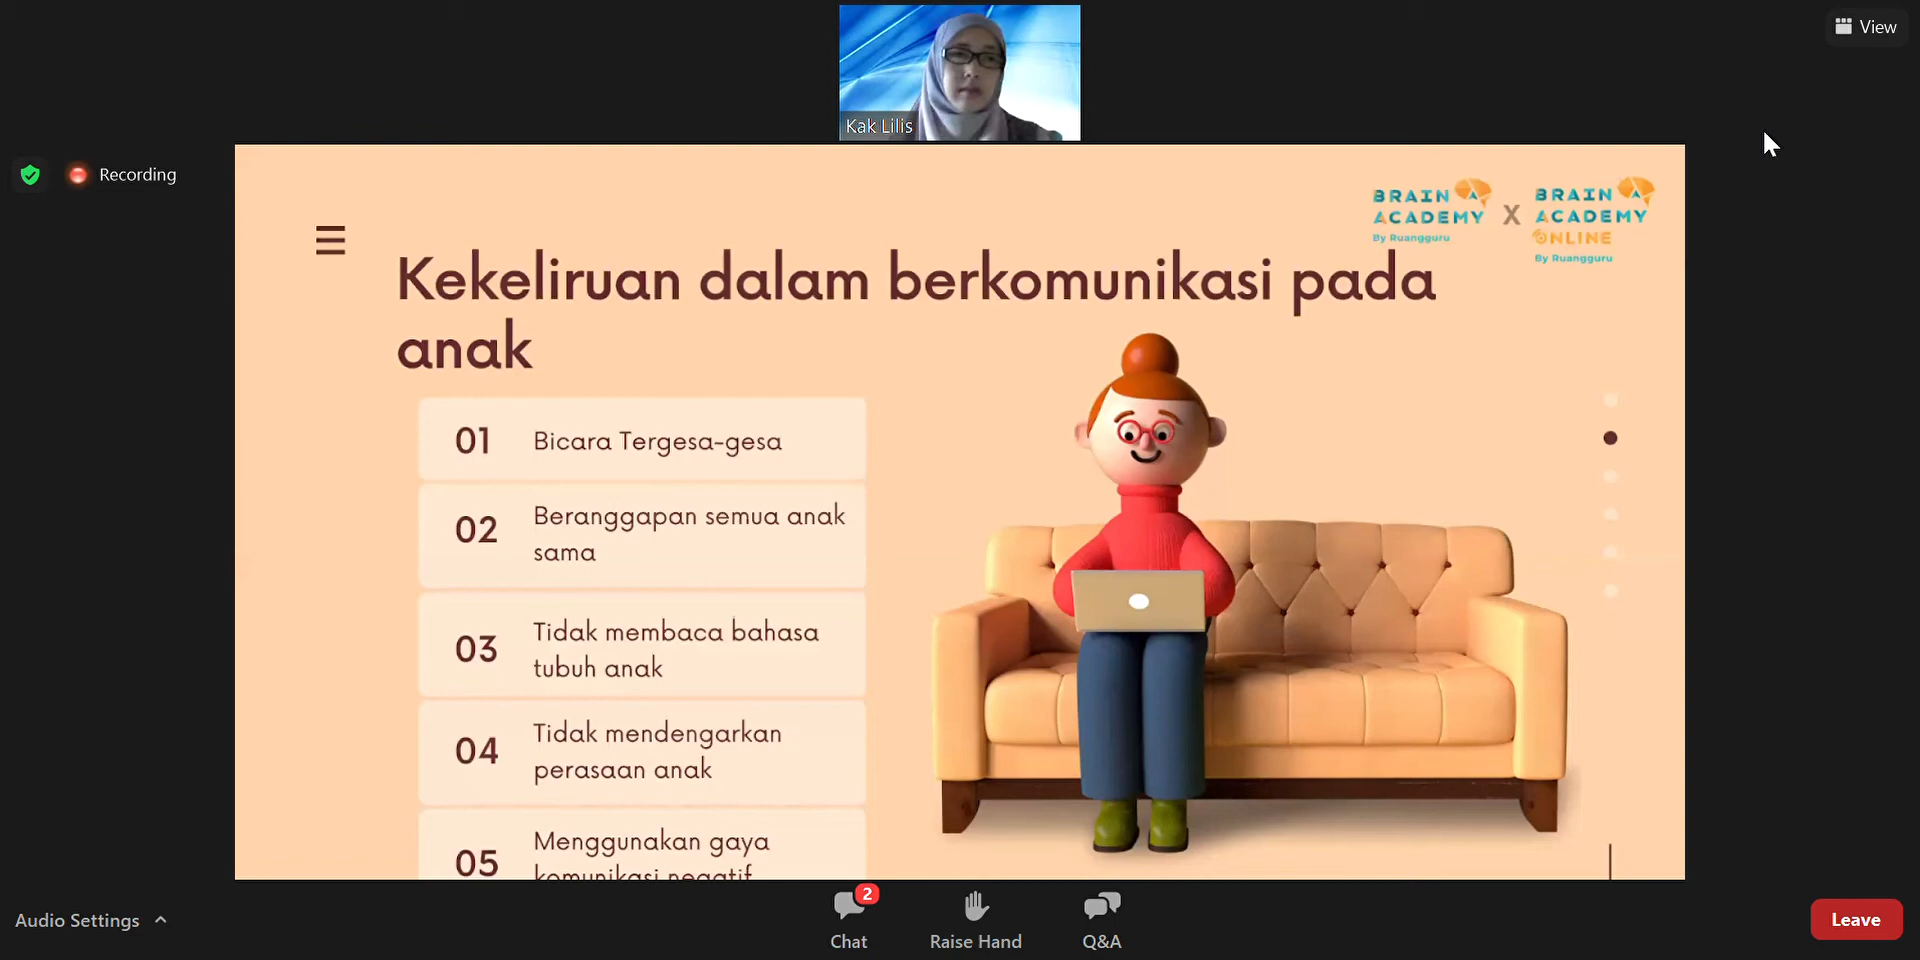 View
Kak Lilis
Recording
BRAIN
ACADEMY
By Ruangguru
X
BRAIN
ACADEMY
ONLINE
By Ruangguru
Kekeliruan dalam berkomunikasi pada
anak
01 Bicara Tergesa-gesa
02 Beranggapan semua anak
sama
03 Tidak membaca bahasa
tubuh anak
04 Tidak mendengarkan
perasaan anak
05 Menggunakan gaya
komunikasi negatif
Audio Settings
2
Chat
Raise Hand
Q&A
Leave